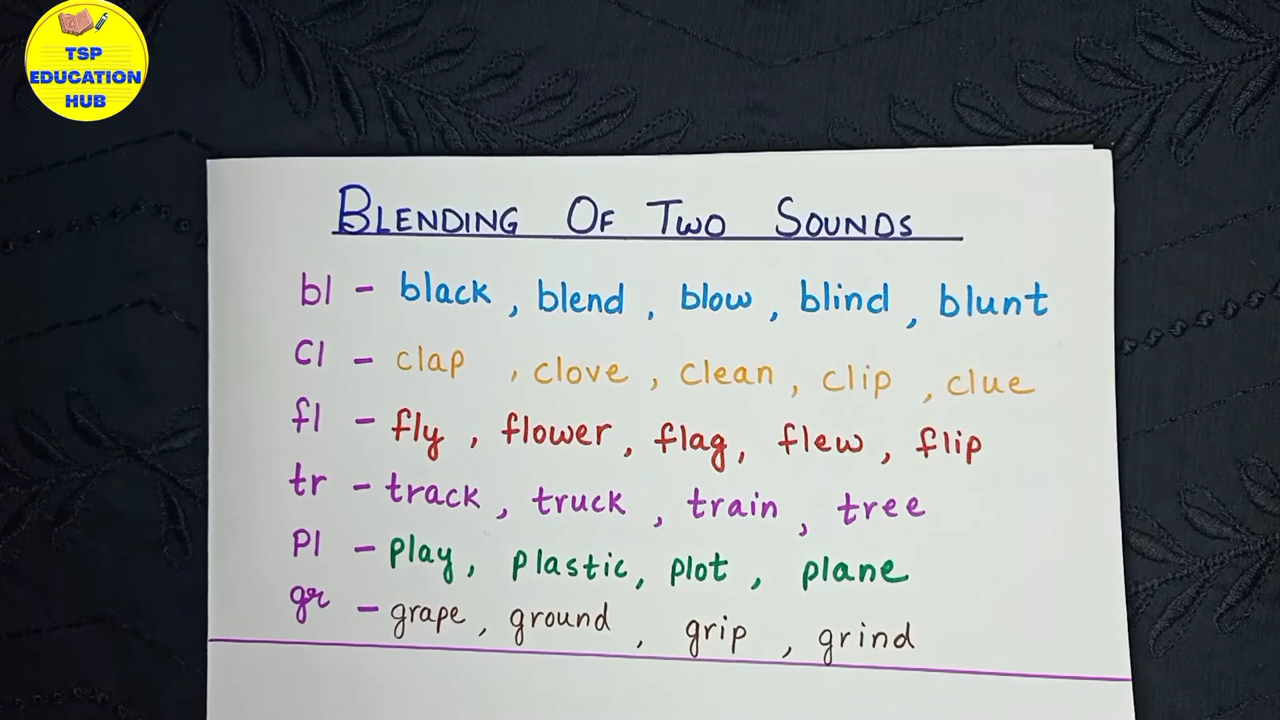 TSP
EDUCATION
HUB
BLENDING OF TWO SOUNDS
bl - black, blend, blow, blind, blunt
Cl - clap, clove, clean, clip, clue
fl - fly, flower, flag, flew, flip
tr - track, truck, train, tree
Pl - play, plastic, plot, plane
gr - grape, ground, grip, grind